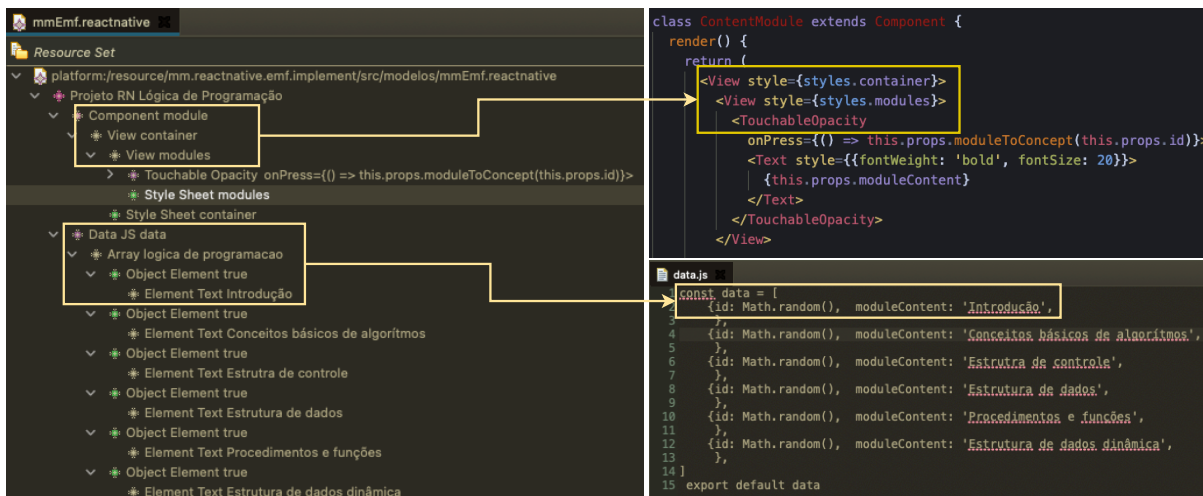 mmEmf.reactnative
Resource Set
platform:/resource/mm.reactnative.emf.implement/src/modelos/mmEmf.reactnative
Projeto RN Lógica de Programação
Component module
View container
View modules
Touchable Opacity onPress={() => this.props.moduleToConcept(this.props.id)}>
Style Sheet modules
Style Sheet container
Data JS data
Array logica de programacao
Object Element true
Element Text Introdução
Object Element true
Element Text Conceitos básicos de algorítmos
Object Element true
Element Text Estrutra de controle
Object Element true
Element Text Estrutura de dados
Object Element true
Element Text Procedimentos e funções
Object Element true
Element Text Estrutura de dados dinâmica
class ContentModule extends Component {
render() {
return (
<View style={styles.container}>
<View style={styles.modules}>
<TouchableOpacity
onPress={() => this.props.moduleToConcept(this.props.id)}>
<Text style={{fontWeight: 'bold', fontSize: 20}}>
{this.props.moduleContent}
</Text>
</TouchableOpacity>
</View>
data.js
1 const data = [
2 {id: Math.random(), moduleContent: 'Introdução',
3 },
4 {id: Math.random(), moduleContent: 'Conceitos básicos de algorítmos',
5 },
6 {id: Math.random(), moduleContent: 'Estrutra de controle',
7 },
8 {id: Math.random(), moduleContent: 'Estrutura de dados',
9 },
10 {id: Math.random(), moduleContent: 'Procedimentos e funcões',
11 },
12 {id: Math.random(), moduleContent: 'Estrutura de dados dinâmica',
13 },
14 ]
15 export default data